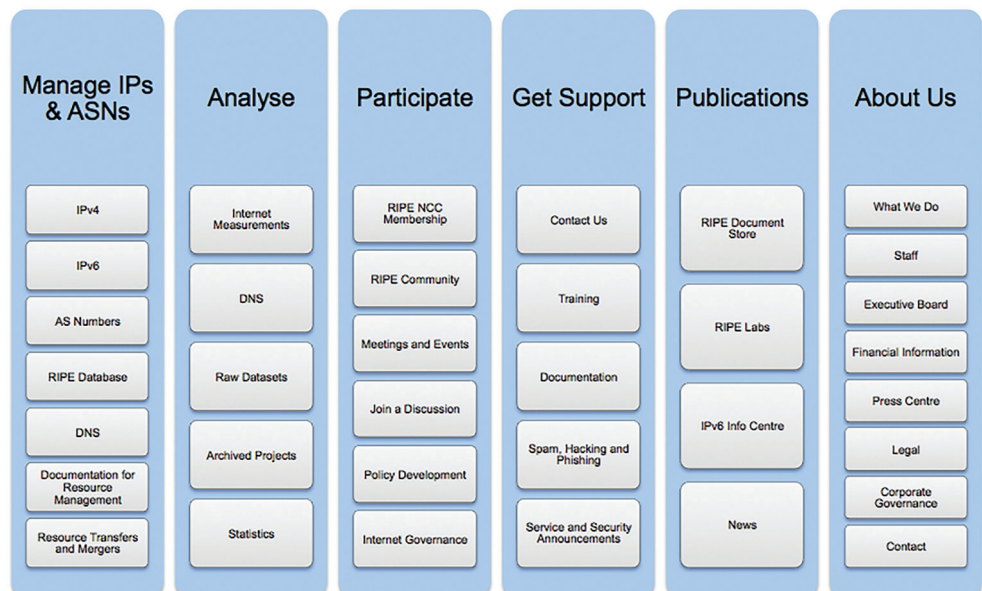 Manage IPs
& ASNs
IPv4
IPv6
AS Numbers
RIPE Database
DNS
Documentation for
Resource
Management
Resource Transfers
and Mergers
Analyse
Internet
Measurements
DNS
Raw Datasets
Archived Projects
Statistics
Participate
RIPE NCC
Membership
RIPE Community
Meetings and Events
Join a Discussion
Policy Development
Internet Governance
Get Support
Contact Us
Training
Documentation
Spam, Hacking and
Phishing
Service and Security
Announcements
Publications
RIPE Document
Store
RIPE Labs
IPv6 Info Centre
News
About Us
What We Do
Staff
Executive Board
Financial Information
Press Centre
Legal
Corporate
Governance
Contact